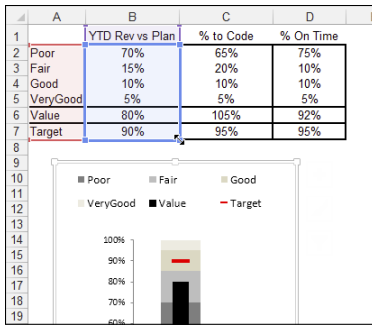 A B C D
1 YTD Rev vs Plan % to Code % On Time
2 Poor 70% 65% 75%
3 Fair 15% 20% 10%
4 Good 10% 10% 10%
5 VeryGood 5% 5% 5%
6 Value 80% 105% 92%
7 Target 90% 95% 95%
8
9
10 Poor Fair Good
11
12 VeryGood Value Target
13
14 100%
15 90%
16
17 80%
18 70%
19 60%